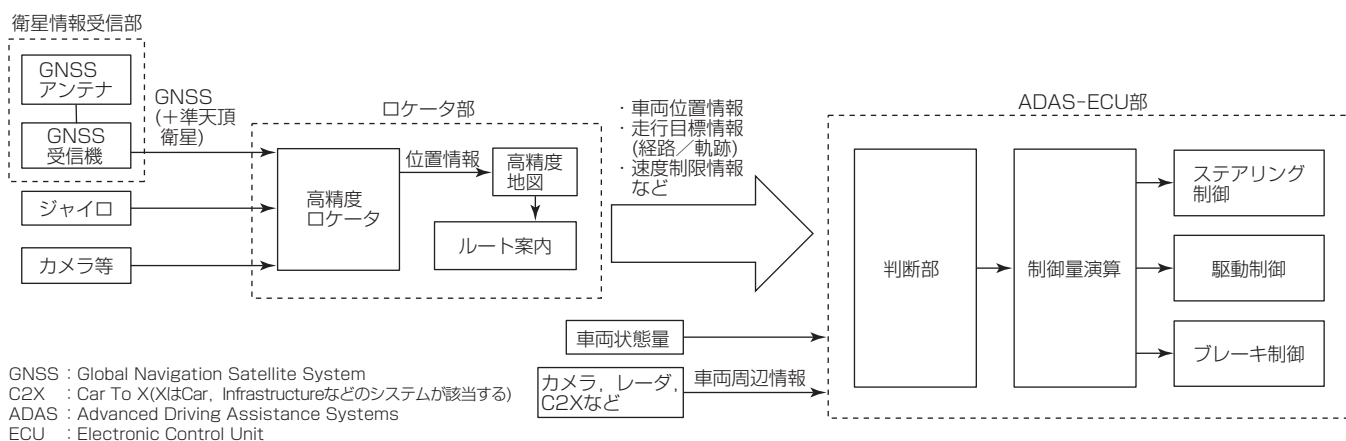 衛星情報受信部
GNSS
アンテナ
GNSS
受信機
GNSS
(＋準天頂
衛星)
ジャイロ
カメラ等
ロケータ部
高精度
ロケータ
位置情報
高精度
地図
ルート案内
・車両位置情報
・走行目標情報
(経路／軌跡)
・速度制限情報
など
車両状態量
カメラ，レーダ，
C2Xなど
車両周辺情報
ADAS-ECU部
判断部
制御量演算
ステアリング
制御
駆動制御
ブレーキ制御
GNSS：Global Navigation Satellite System
C2X ：Car To X(XはCar，Infrastructureなどのシステムが該当する)
ADAS：Advanced Driving Assistance Systems
ECU ：Electronic Control Unit